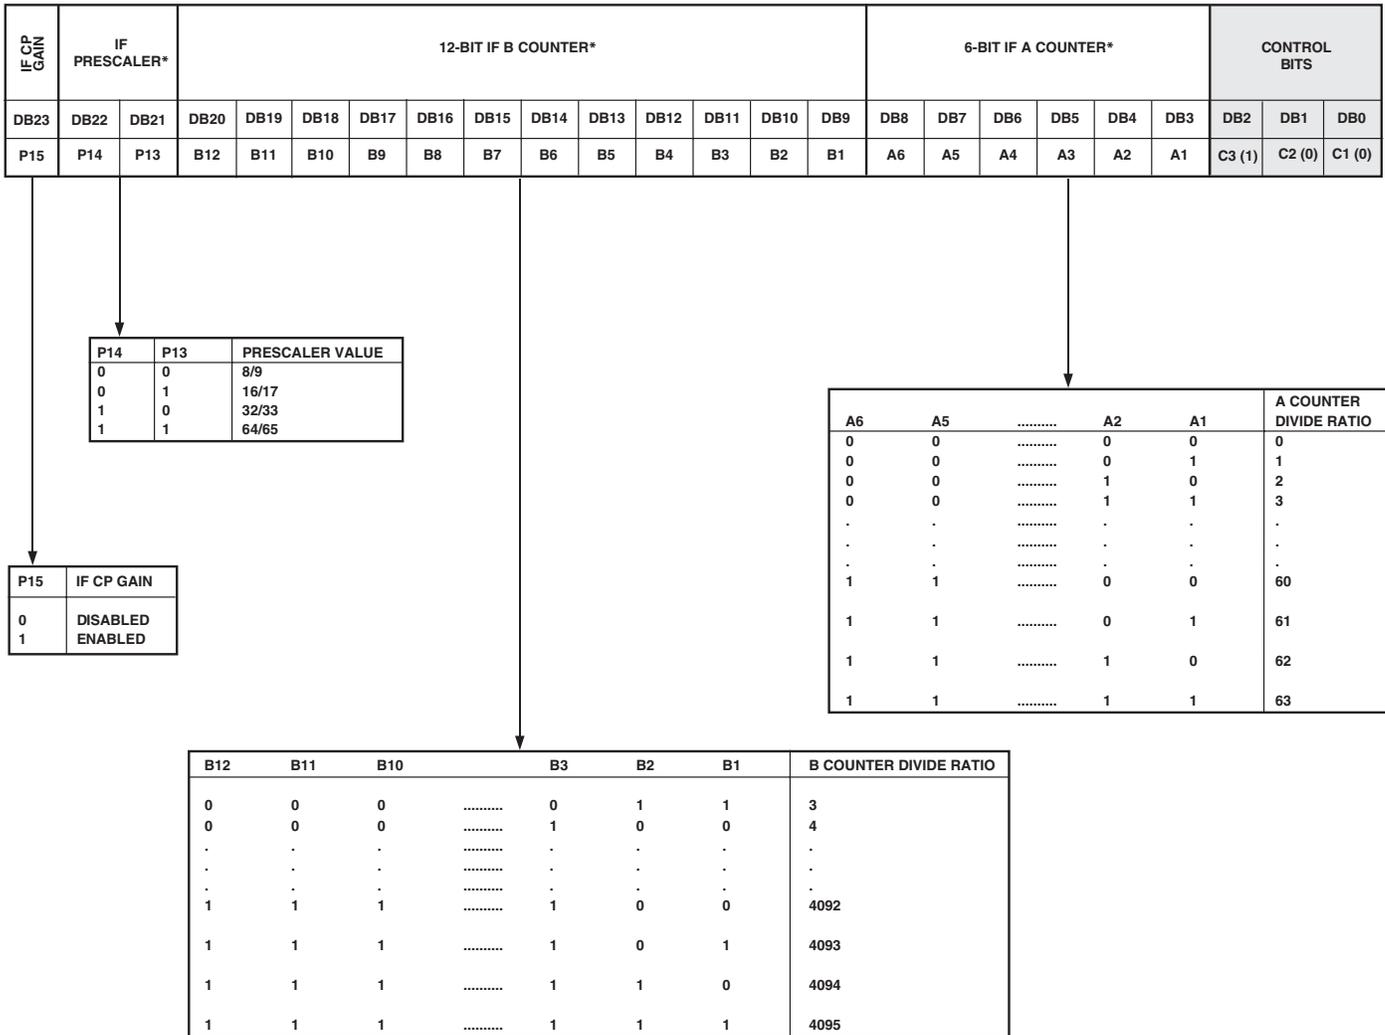 IF CP GAIN
IF PRESCALER*
12-BIT IF B COUNTER*
6-BIT IF A COUNTER*
CONTROL BITS
DB23 DB22 DB21 DB20 DB19 DB18 DB17 DB16 DB15 DB14 DB13 DB12 DB11 DB10 DB9 DB8 DB7 DB6 DB5 DB4 DB3 DB2 DB1 DB0
P15 P14 P13 B12 B11 B10 B9 B8 B7 B6 B5 B4 B3 B2 B1 A6 A5 A4 A3 A2 A1 C3 (1) C2 (0) C1 (0)
P14 P13 PRESCALER VALUE
0 0 8/9
0 1 16/17
1 0 32/33
1 1 64/65
A6 A5 .......... A2 A1 A COUNTER DIVIDE RATIO
0 0 .......... 0 0 0
0 0 .......... 0 1 1
0 0 .......... 1 0 2
0 0 .......... 1 1 3
. . .......... . . .
. . .......... . . .
. . .......... . . .
1 1 .......... 0 0 60
1 1 .......... 0 1 61
1 1 .......... 1 0 62
1 1 .......... 1 1 63
P15 IF CP GAIN
0 DISABLED
1 ENABLED
B12 B11 B10 B3 B2 B1 B COUNTER DIVIDE RATIO
0 0 0 .......... 0 1 1 3
0 0 0 .......... 1 0 0 4
. . . .......... . . . .
. . . .......... . . . .
. . . .......... . . . .
1 1 1 .......... 1 0 0 4092
1 1 1 .......... 1 0 1 4093
1 1 1 .......... 1 1 0 4094
1 1 1 .......... 1 1 1 4095